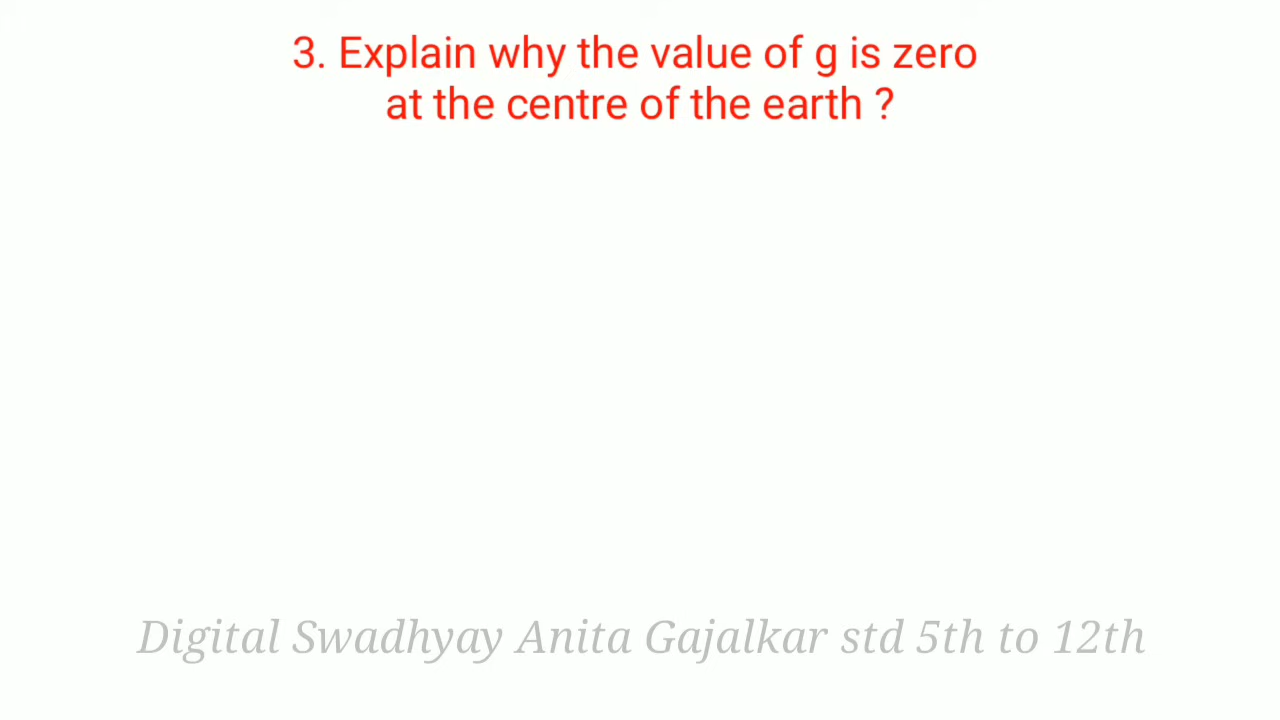 3. Explain why the value of g is zero
at the centre of the earth ?
Digital Swadhyay Anita Gajalkar std 5th to 12th